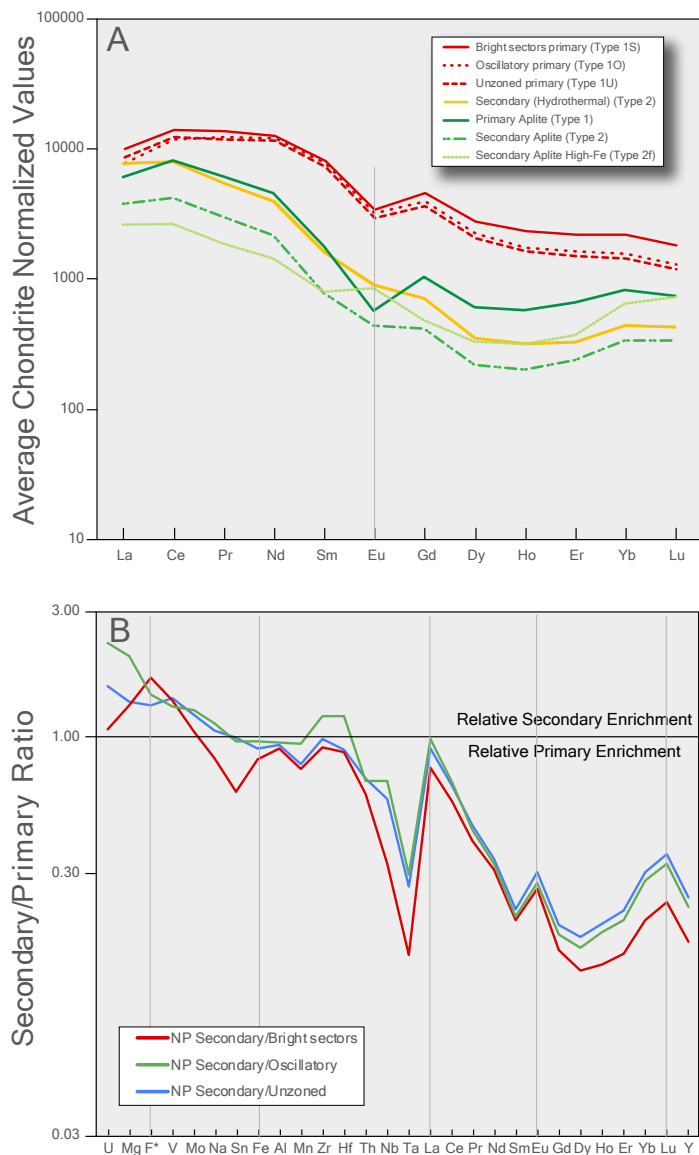 A
Average Chondrite Normalized Values
100000
10000
1000
100
10
Bright sectors primary (Type 1S)
Oscillatory primary (Type 1O)
Unzoned primary (Type 1U)
Secondary (Hydrothermal) (Type 2)
Primary Aplite (Type 1)
Secondary Aplite (Type 2)
Secondary Aplite High-Fe (Type 2f)
La Ce Pr Nd Sm Eu Gd Dy Ho Er Yb Lu
B
Secondary/Primary Ratio
3.00
1.00
0.30
0.03
Relative Secondary Enrichment
Relative Primary Enrichment
NP Secondary/Bright sectors
NP Secondary/Oscillatory
NP Secondary/Unzoned
U Mg F* V Mo Na Sn Fe Al Mn Zr Hf Th Nb Ta La Ce Pr Nd Sm Eu Gd Dy Ho Er Yb Lu Y